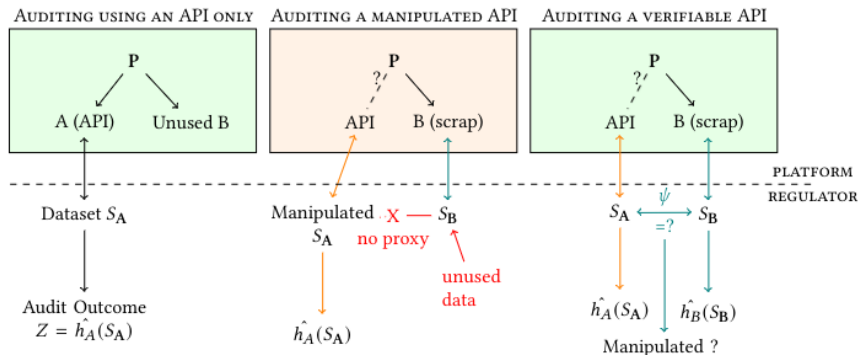 AUDITING USING AN API ONLY
P
A (API) Unused B
Dataset S_A
Audit Outcome
Z = ĥ_A(S_A)
AUDITING A MANIPULATED API
P
?
API B (scrap)
Manipulated X S_B
S_A no proxy
unused
data
ĥ_A(S_A)
AUDITING A VERIFIABLE API
P
?
API B (scrap)
PLATFORM
REGULATOR
S_A ψ S_B
=?
ĥ_A(S_A) ĥ_B(S_B)
Manipulated ?